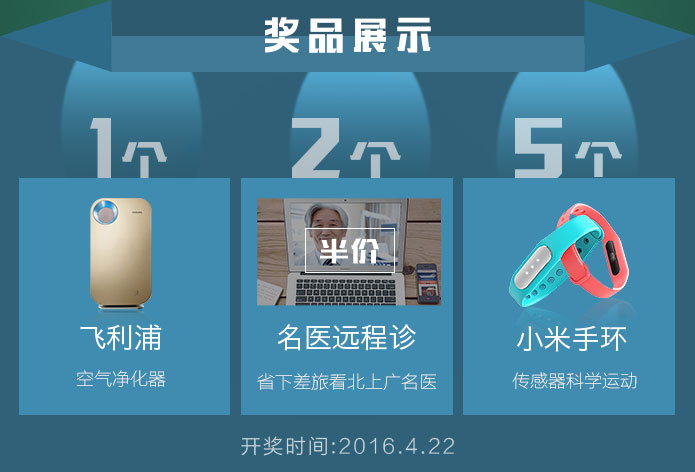 奖品展示
1个
2个
5个
半价
飞利浦
空气净化器
名医远程诊
省下差旅看北上广名医
小米手环
传感器科学运动
开奖时间:2016.4.22